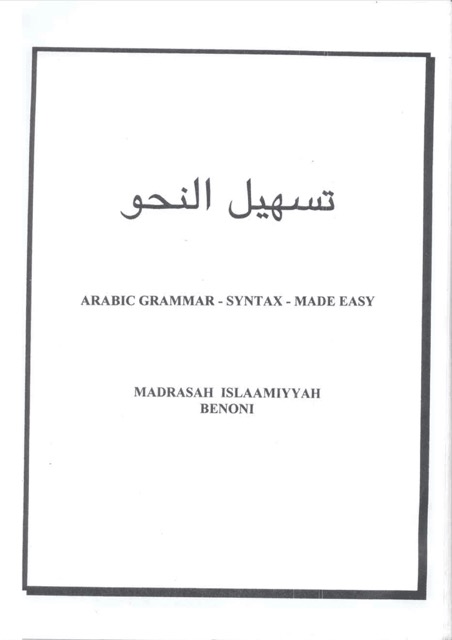 تسهيل النحو
ARABIC GRAMMAR - SYNTAX - MADE EASY
MADRASAH ISLAAMIYYAH
BENONI